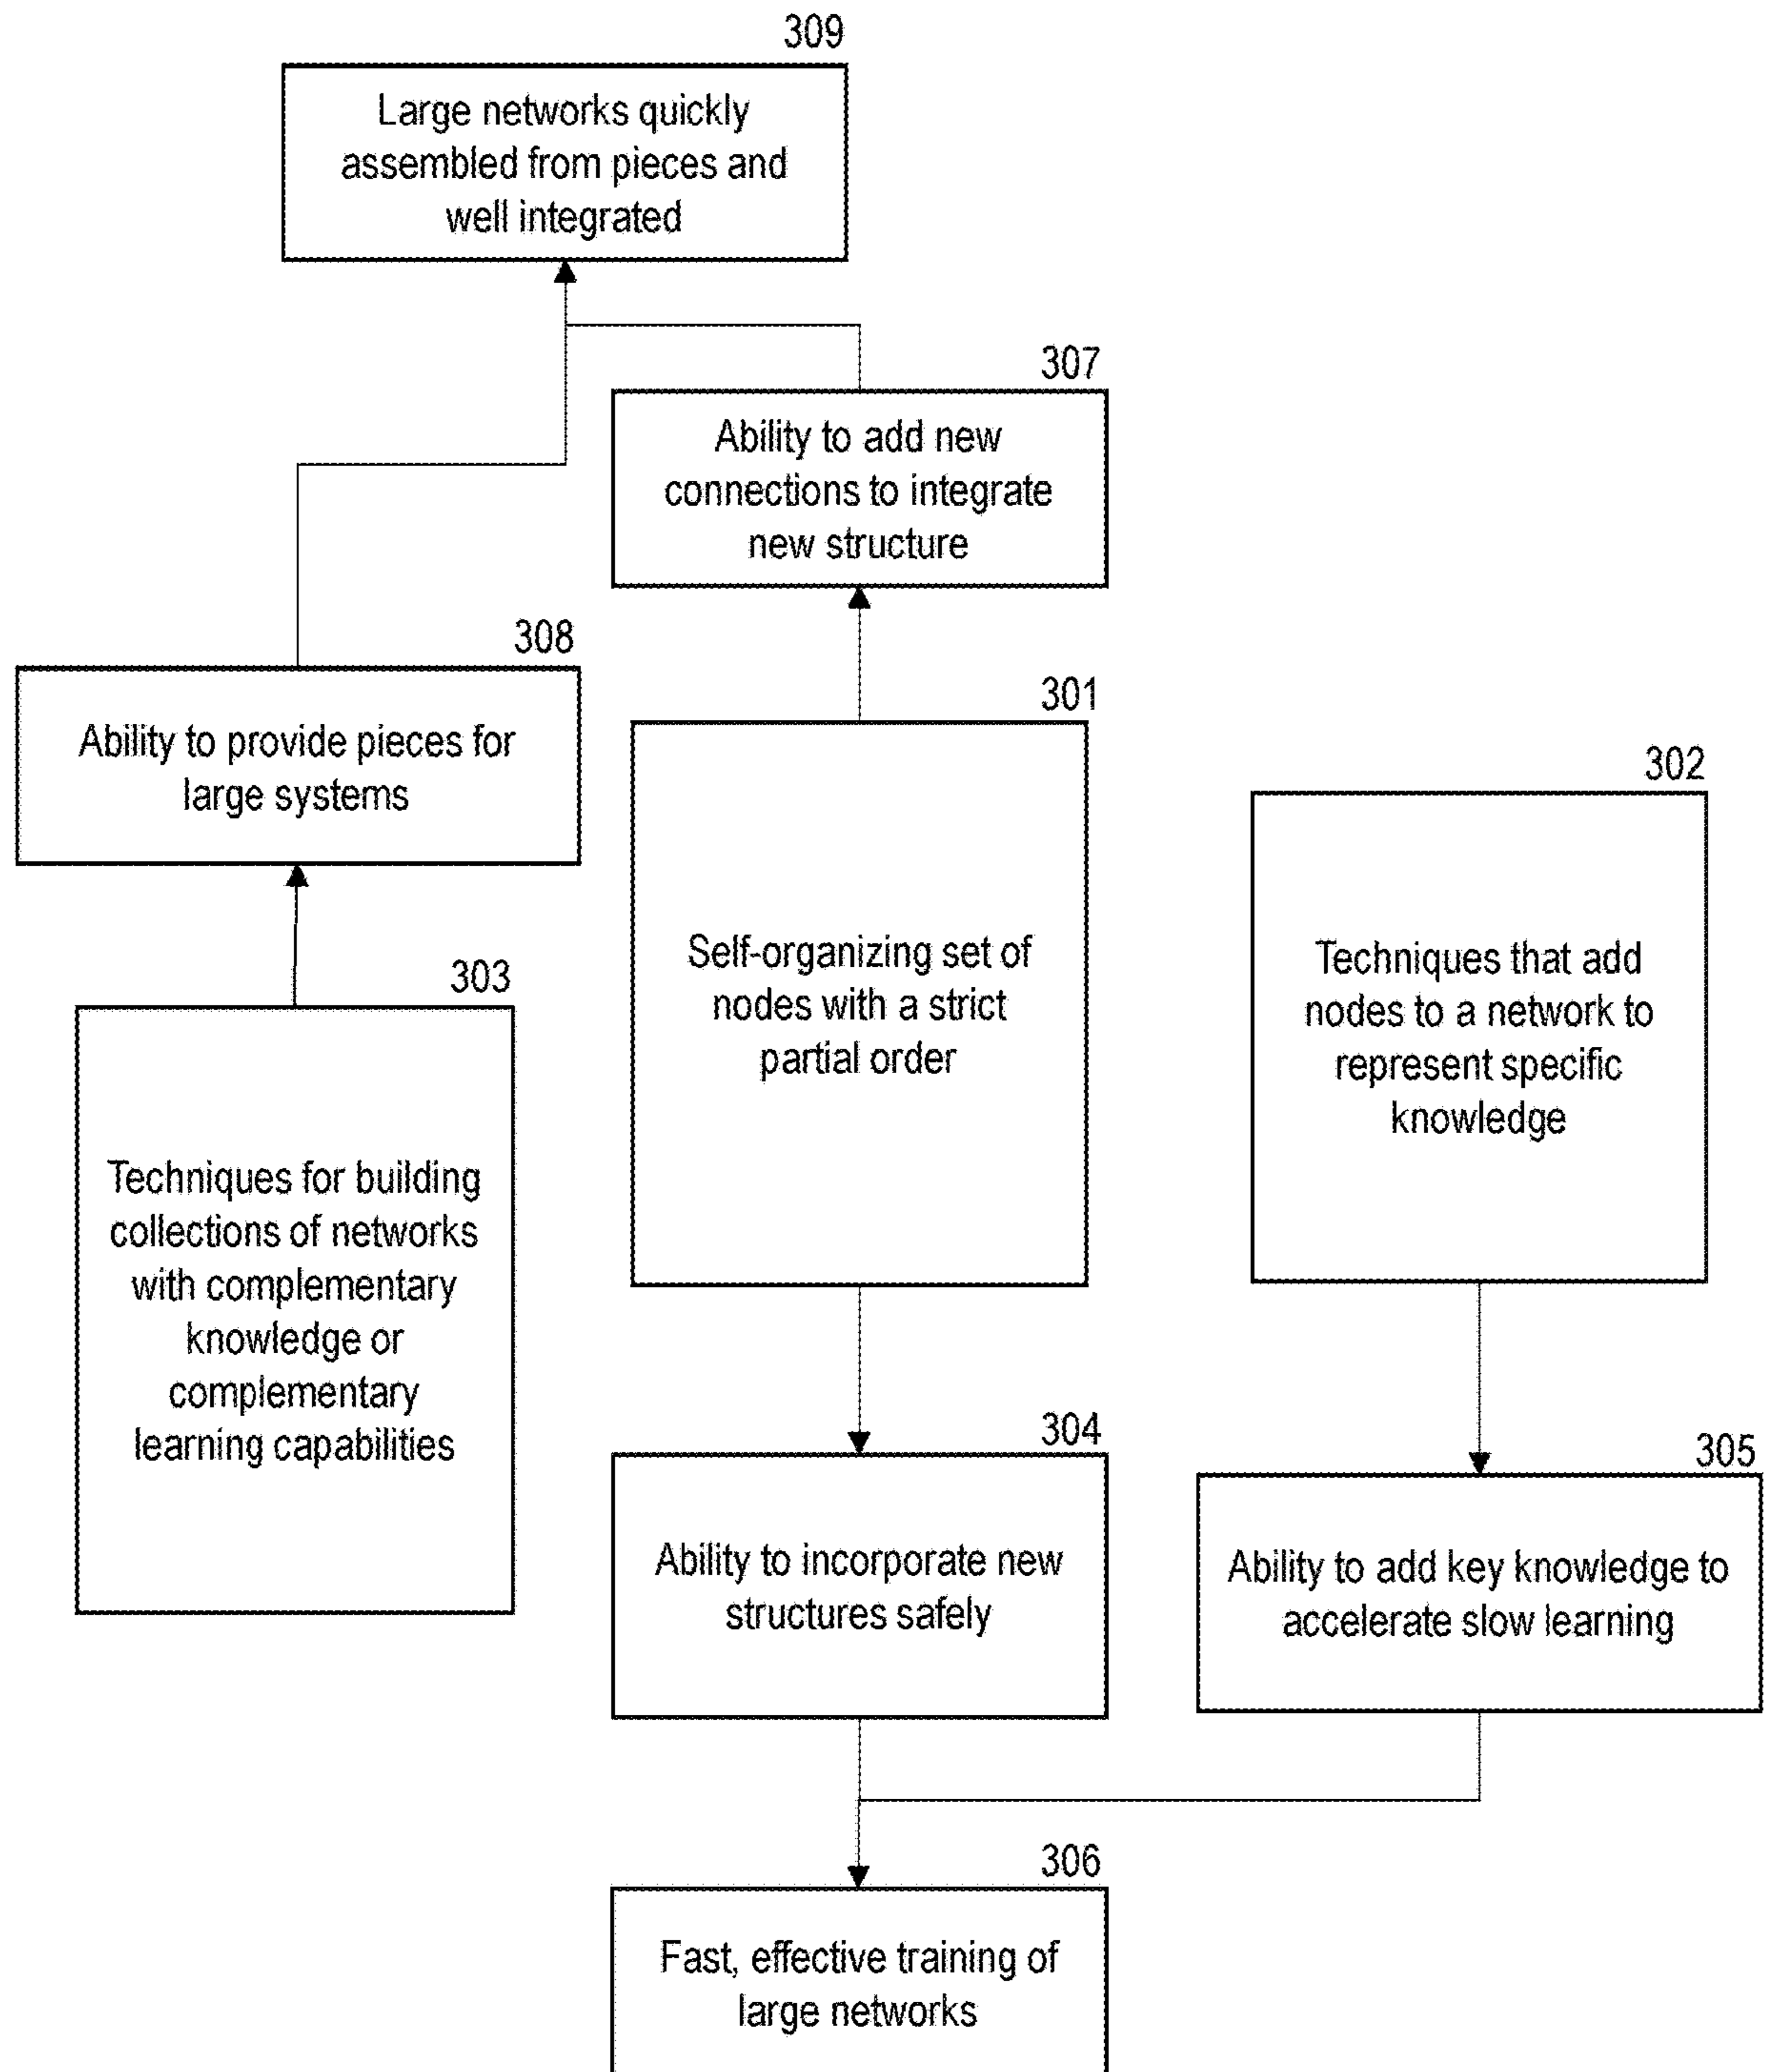 309
Large networks quickly
assembled from pieces and
well integrated
307
Ability to add new
connections to integrate
new structure
308
Ability to provide pieces for
large systems
301
Self-organizing set of
nodes with a strict
partial order
302
Techniques that add
nodes to a network to
represent specific
knowledge
303
Techniques for building
collections of networks
with complementary
knowledge or
complementary
learning capabilities
304
Ability to incorporate new
structures safely
305
Ability to add key knowledge to
accelerate slow learning
306
Fast, effective training of
large networks